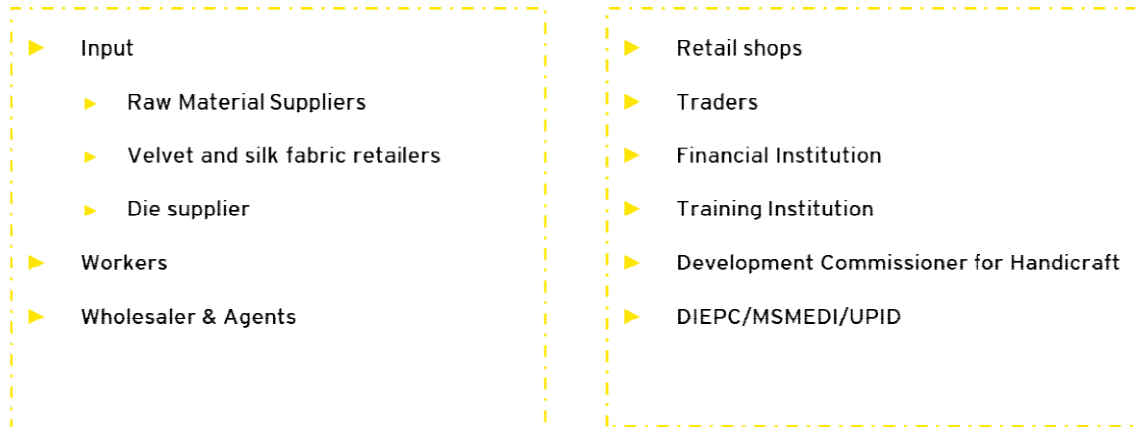 Input
Raw Material Suppliers
Velvet and silk fabric retailers
Die supplier
Workers
Wholesaler & Agents
Retail shops
Traders
Financial Institution
Training Institution
Development Commissioner for Handicraft
DIEPC/MSMEDI/UPID